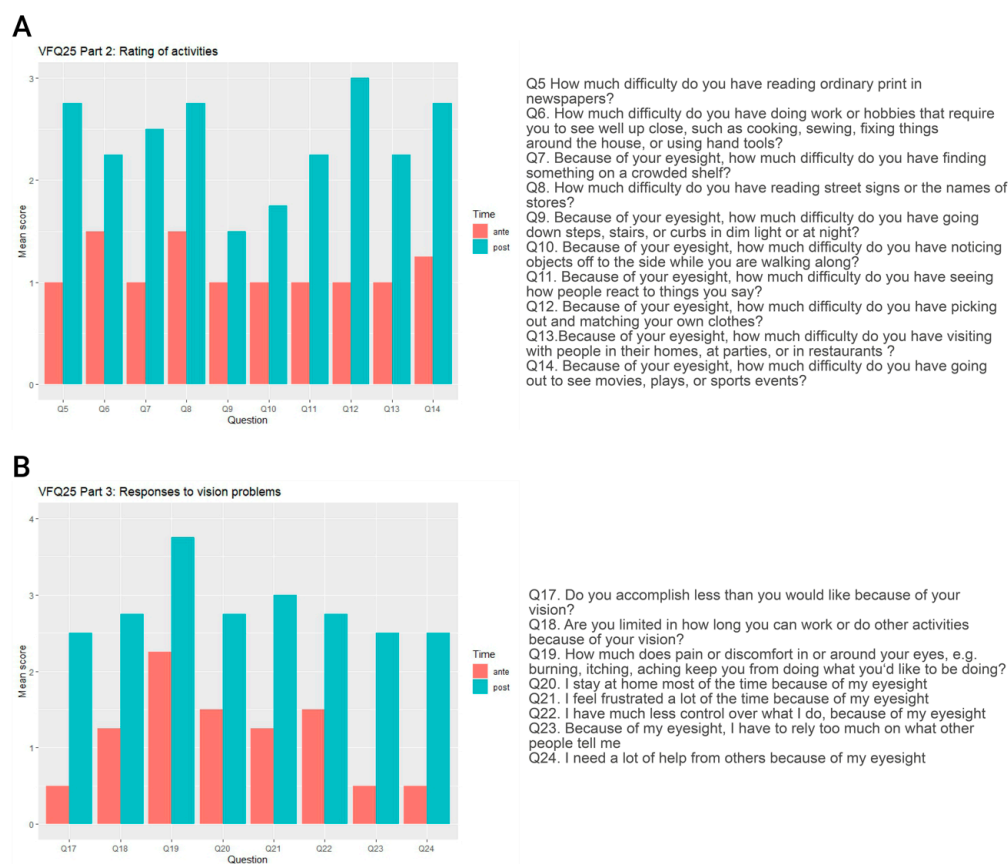 A
VFQ25 Part 2: Rating of activities
3
2
1
0
Mean score
Q5 Q6 Q7 Q8 Q9 Q10 Q11 Q12 Q13 Q14
Question
Time
ante
post
Q5 How much difficulty do you have reading ordinary print in
newspapers?
Q6. How much difficulty do you have doing work or hobbies that require
you to see well up close, such as cooking, sewing, fixing things
around the house, or using hand tools?
Q7. Because of your eyesight, how much difficulty do you have finding
something on a crowded shelf?
Q8. How much difficulty do you have reading street signs or the names of
stores?
Q9. Because of your eyesight, how much difficulty do you have going
down steps, stairs, or curbs in dim light or at night?
Q10. Because of your eyesight, how much difficulty do you have noticing
objects off to the side while you are walking along?
Q11. Because of your eyesight, how much difficulty do you have seeing
how people react to things you say?
Q12. Because of your eyesight, how much difficulty do you have picking
out and matching your own clothes?
Q13.Because of your eyesight, how much difficulty do you have visiting
with people in their homes, at parties, or in restaurants ?
Q14. Because of your eyesight, how much difficulty do you have going
out to see movies, plays, or sports events?
B
VFQ25 Part 3: Responses to vision problems
4
3
2
1
0
Mean score
Q17 Q18 Q19 Q20 Q21 Q22 Q23 Q24
Question
Time
ante
post
Q17. Do you accomplish less than you would like because of your
vision?
Q18. Are you limited in how long you can work or do other activities
because of your vision?
Q19. How much does pain or discomfort in or around your eyes, e.g.
burning, itching, aching keep you from doing what you'd like to be doing?
Q20. I stay at home most of the time because of my eyesight
Q21. I feel frustrated a lot of the time because of my eyesight
Q22. I have much less control over what I do, because of my eyesight
Q23. Because of my eyesight, I have to rely too much on what other
people tell me
Q24. I need a lot of help from others because of my eyesight